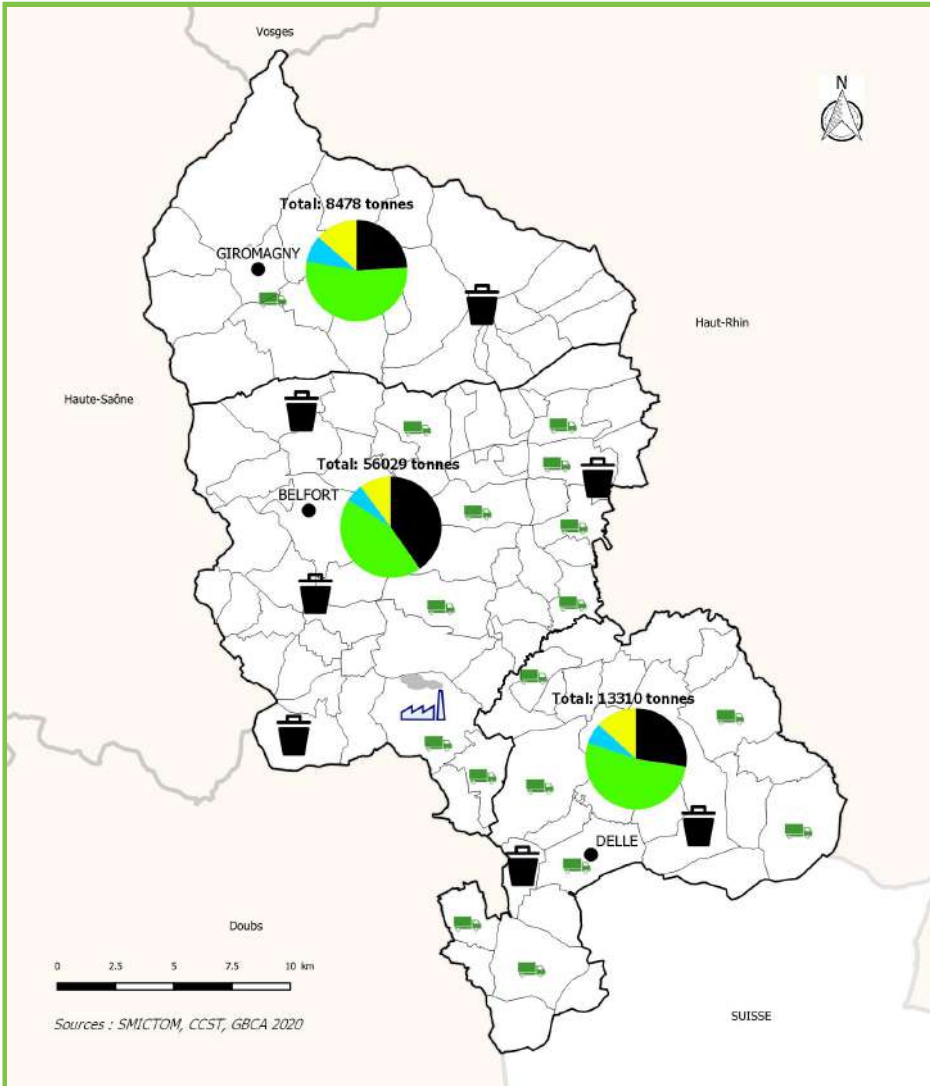 Vosges
N
Total: 8478 tonnes
GIROMAGNY
Haut-Rhin
Haute-Saône
Total: 56029 tonnes
BELFORT
Total: 13310 tonnes
DELLE
Doubs
0 2.5 5 7.5 10 km
SUISSE
Sources : SMICTOM, CCST, GBCA 2020